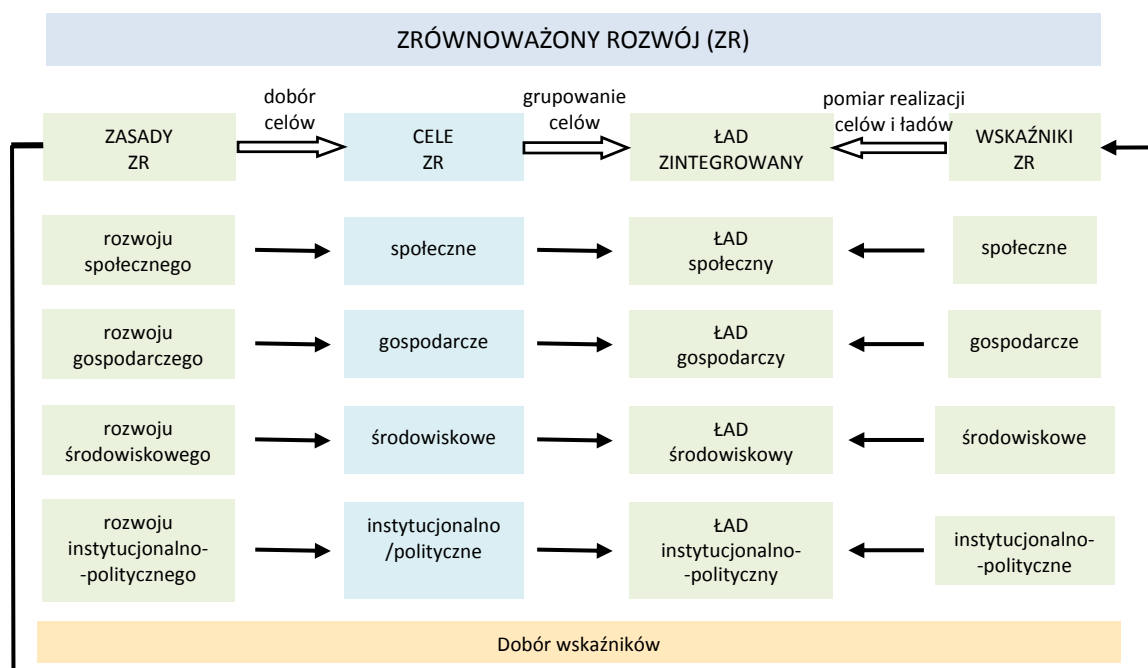 ZRÓWNOWAŻONY ROZWÓJ (ZR)
dobór
celów
grupowanie
celów
pomiar realizacji
celów i ładów
ZASADY
ZR
CELE
ZR
ŁAD
ZINTEGROWANY
WSKAŹNIKI
ZR
rozwoju
społecznego
społeczne
ŁAD
społeczny
społeczne
rozwoju
gospodarczego
gospodarcze
ŁAD
gospodarczy
gospodarcze
rozwoju
środowiskowego
środowiskowe
ŁAD
środowiskowy
środowiskowe
rozwoju
instytucjonalno-
-politycznego
instytucjonalno
/polityczne
ŁAD
instytucjonalno-
-polityczny
instytucjonalno-
-polityczne
Dobór wskaźników